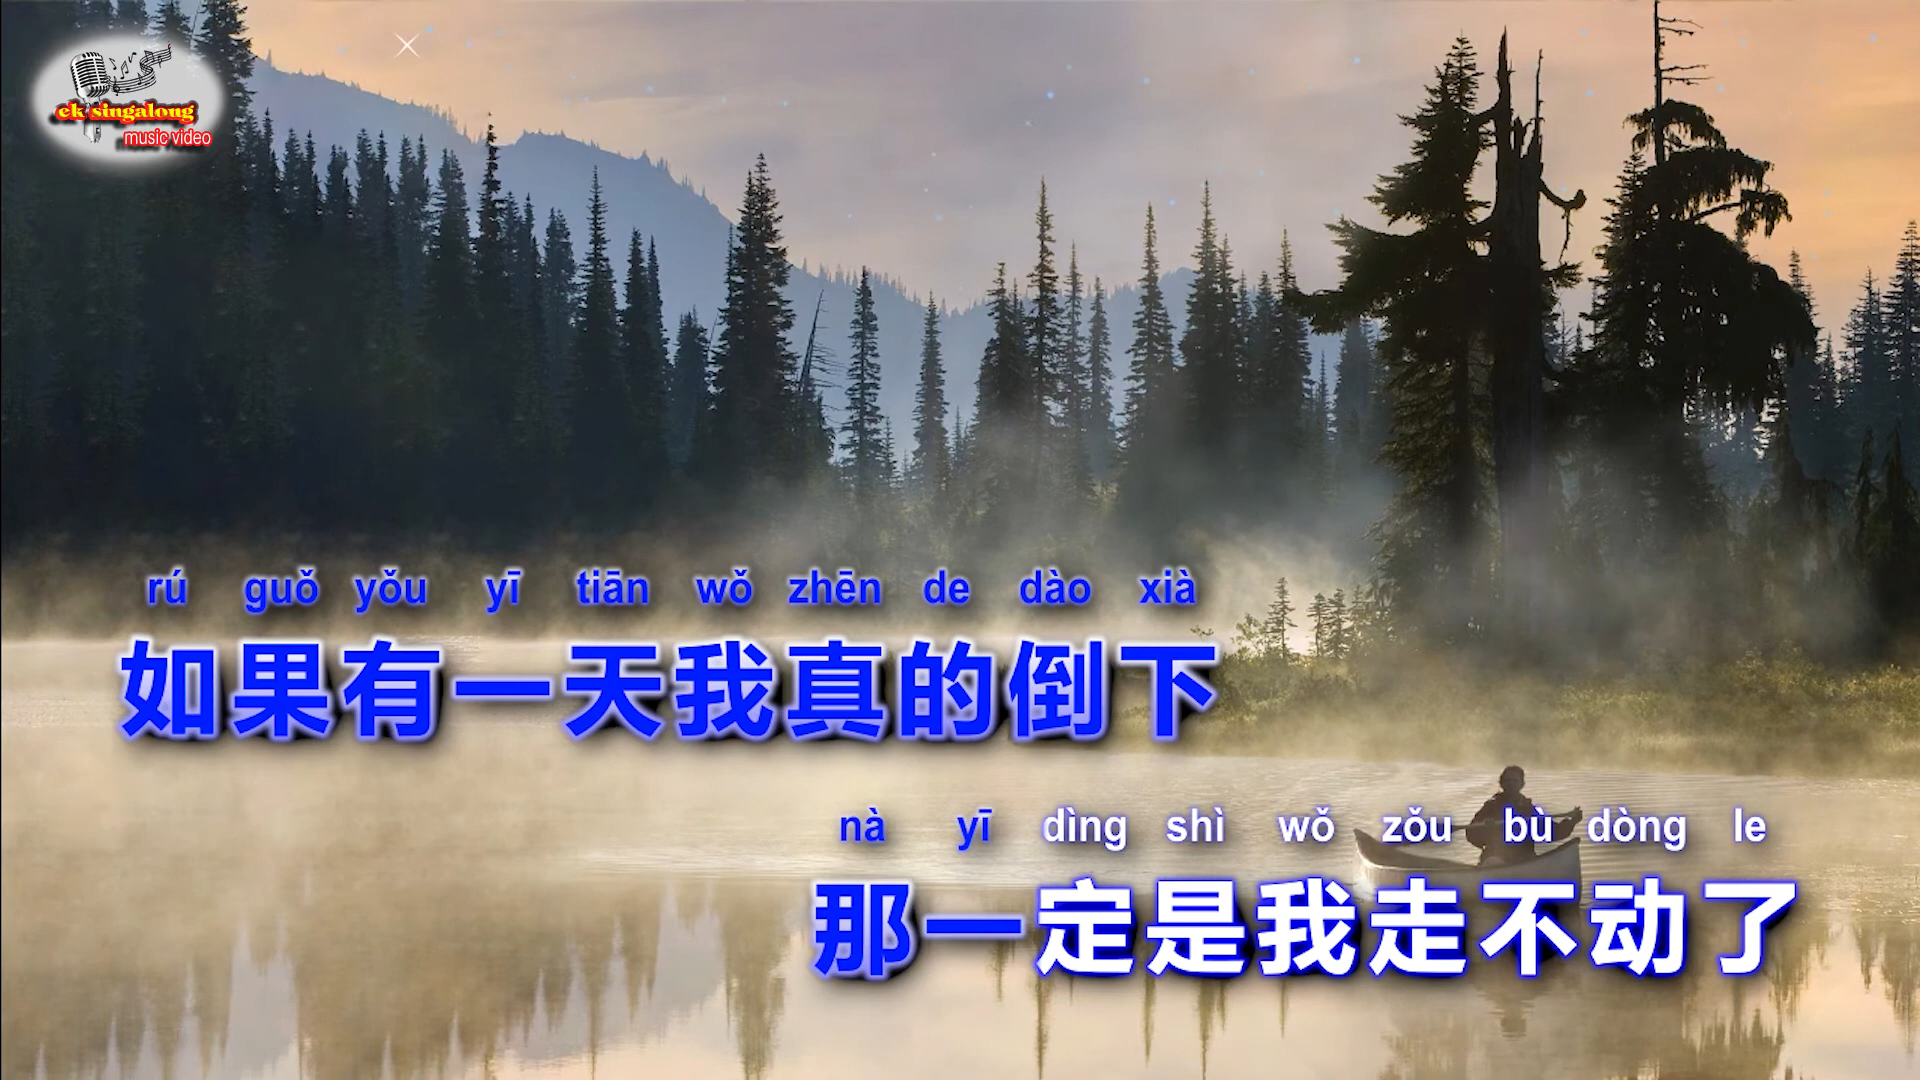 ck singalong
music video
rú guǒ yǒu yī tiān wǒ zhēn de dào xià
如果有一天我真的倒下
nà yī dìng shì wǒ zǒu bù dòng le
那一定是我走不动了